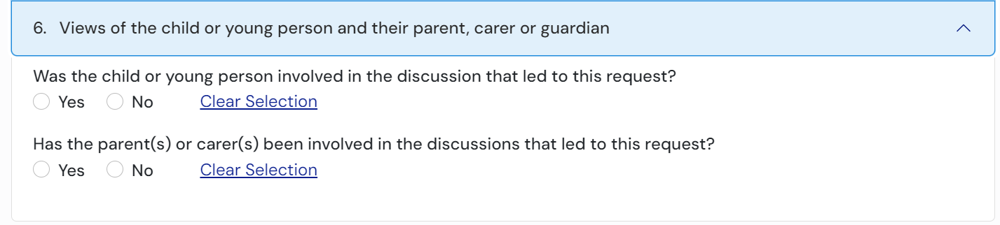 6. Views of the child or young person and their parent, carer or guardian
Was the child or young person involved in the discussion that led to this request?
Yes No Clear Selection
Has the parent(s) or carer(s) been involved in the discussions that led to this request?
Yes No Clear Selection